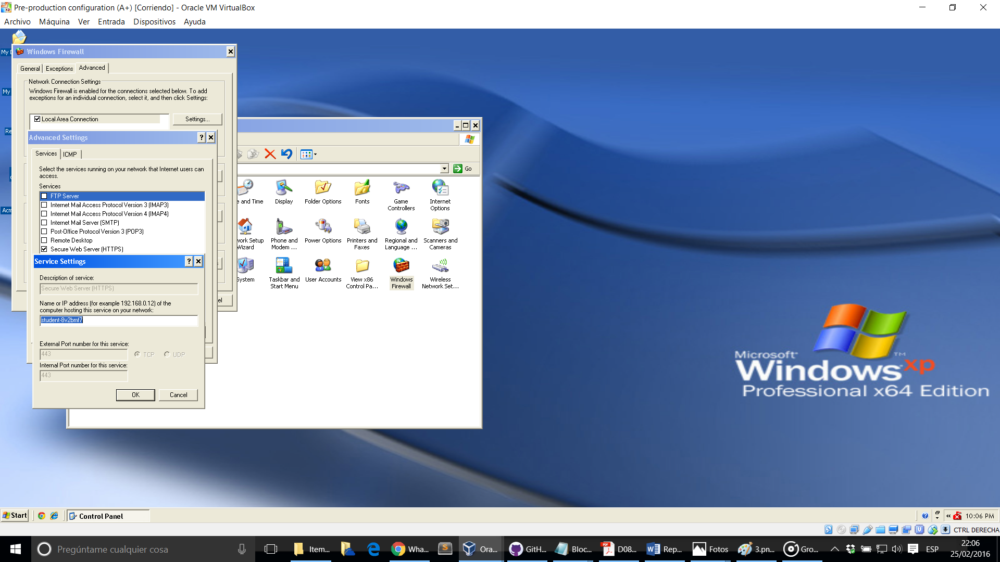 Pre-production configuration (A+) [Corriendo] - Oracle VM VirtualBox
Archivo Máquina Ver Entrada Dispositivos Ayuda
My
Windows Firewall
General Exceptions Advanced
Network Connection Settings
Windows Firewall is enabled for the connections selected below. To add
exceptions for an individual connection, select it, and then click Settings:
My
Local Area Connection
Settings...
Re
Advanced Settings
Services ICMP
Select the services running on your network that Internet users can
access.
Services
FTP Server
Internet Mail Access Protocol Version 3 (IMAP3)
Internet Mail Access Protocol Version 4 (IMAP4)
Internet Mail Server (SMTP)
Post-Office Protocol Version 3 (POP3)
Remote Desktop
Secure Web Server (HTTPS)
Acm
Service Settings
Description of service:
Secure Web Server (HTTPS)
Name or IP address (for example 192.168.0.12) of the
computer hosting this service on your network:
student-8v2bmf7
External Port number for this service:
443
TCP UDP
Internal Port number for this service:
443
OK Cancel
Go
e and Time
Display
Folder Options
Fonts
Game
Controllers
Internet
Options
work Setup
Wizard
Phone and
Modem ...
Power Options
Printers and
Faxes
Regional and
Language ...
Scanners and
Cameras
System
Taskbar and
Start Menu
User Accounts
View x86
Control Pa...
Windows
Firewall
Wireless
Network Set...
el
Microsoft
Windows xp ™
Professional x64 Edition
Start
Control Panel
10:06 PM
CTRL DERECHA
Pregúntame cualquier cosa
Item...
Wha...
Ora...
GitH...
Bloc...
D08...
Rep...
Fotos
3.pn...
Gro...
ESP
22:06
25/02/2016